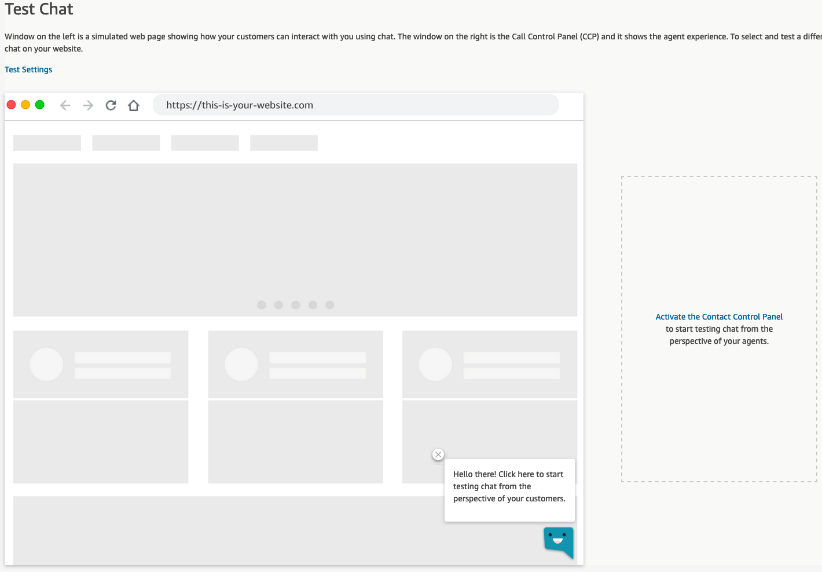 Test Chat
Window on the left is a simulated web page showing how your customers can interact with you using chat. The window on the right is the Call Control Panel (CCP) and it shows the agent experience. To select and test a
chat on your website.
Test Settings
https://this-is-your-website.com
Activate the Contact Control Panel
to start testing chat from the
perspective of your agents.
Hello there! Click here to start
testing chat from the
perspective of your customers.